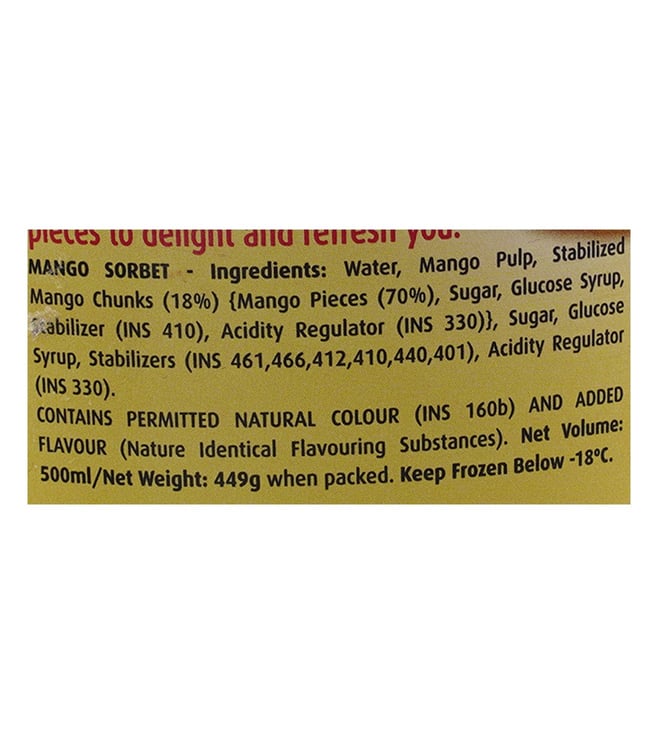 pieces to delight and refresh you.
MANGO SORBET - Ingredients: Water, Mango Pulp, Stabilized
Mango Chunks (18%) {Mango Pieces (70%), Sugar, Glucose Syrup,
Stabilizer (INS 410), Acidity Regulator (INS 330)}, Sugar, Glucose
Syrup, Stabilizers (INS 461,466,412,410,440,401), Acidity Regulator
(INS 330).
CONTAINS PERMITTED NATURAL COLOUR (INS 160b) AND ADDED
FLAVOUR (Nature Identical Flavouring Substances). Net Volume:
500ml/Net Weight: 449g when packed. Keep Frozen Below -18ºC.